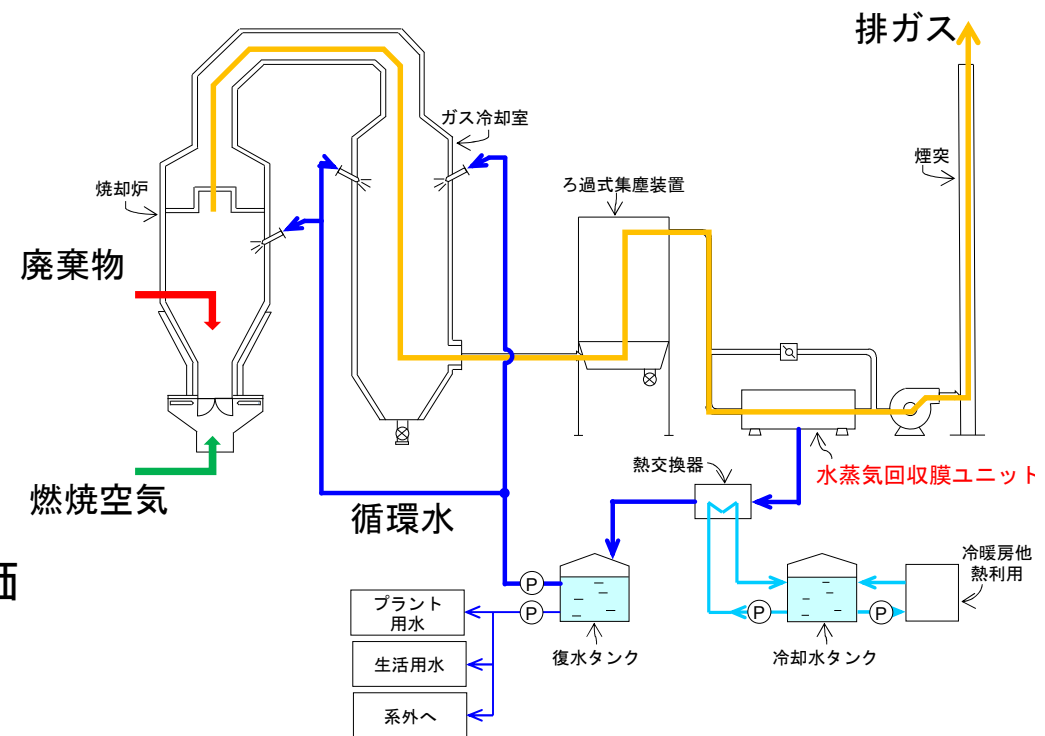 排ガス
ガス冷却室
煙突
焼却炉
ろ過式集塵装置
廃棄物
熱交換器
水蒸気回収膜ユニット
燃焼空気
循環水
冷暖房他
熱利用
価
P
P
P
P
プラント
用水
復水タンク
冷却水タンク
生活用水
系外へ